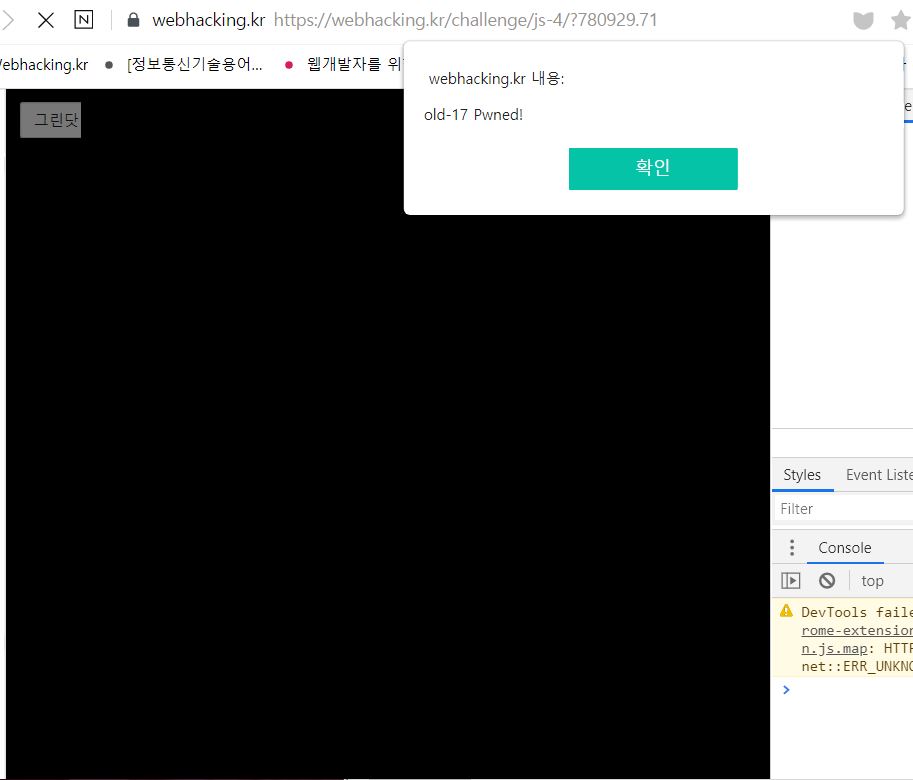 N webhacking.kr https://webhacking.kr/challenge/js-4/?780929.71
ebhacking.kr [정보통신기술용어... 웹개발자를 위
webhacking.kr 내용:
old-17 Pwned!
확인
그린닷
Styles Event Liste
Filter
Console
top
DevTools faile
rome-extension
n.js.map: HTTP
net::ERR_UNKNO